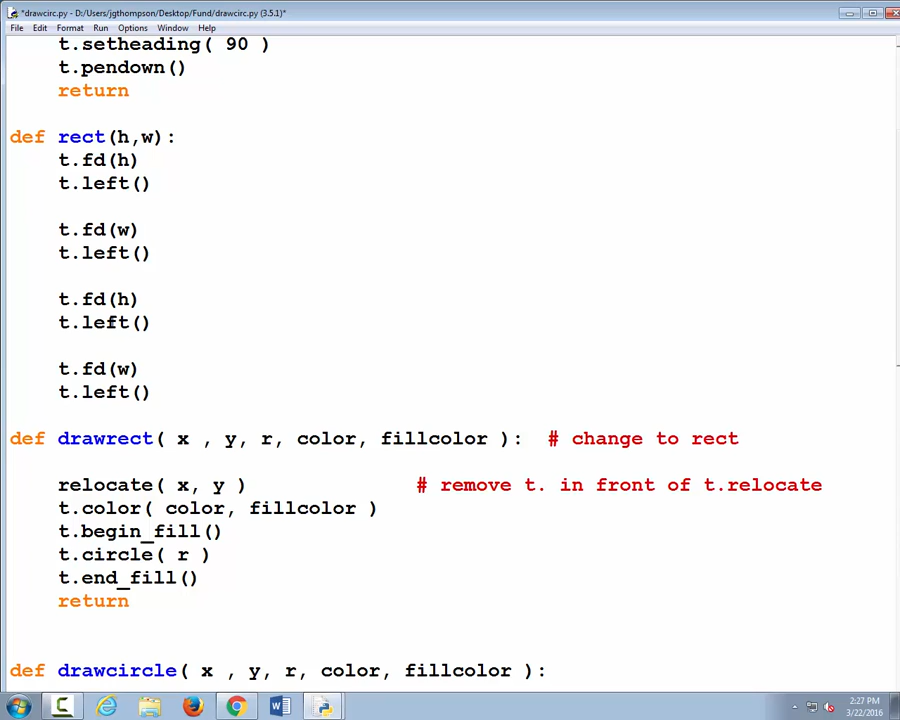 *drawcirc.py - D:/Users/jgthompson/Desktop/Fund/drawcirc.py (3.5.1)*
File Edit Format Run Options Window Help
t.setheading( 90 )
t.pendown()
return
def rect(h,w):
t.fd(h)
t.left()
t.fd(w)
t.left()
t.fd(h)
t.left()
t.fd(w)
t.left()
def drawrect( x , y, r, color, fillcolor ): # change to rect
relocate( x, y ) # remove t. in front of t.relocate
t.color( color, fillcolor )
t.begin_fill()
t.circle( r )
t.end_fill()
return
def drawcircle( x , y, r, color, fillcolor ):
2:27 PM
3/22/2016